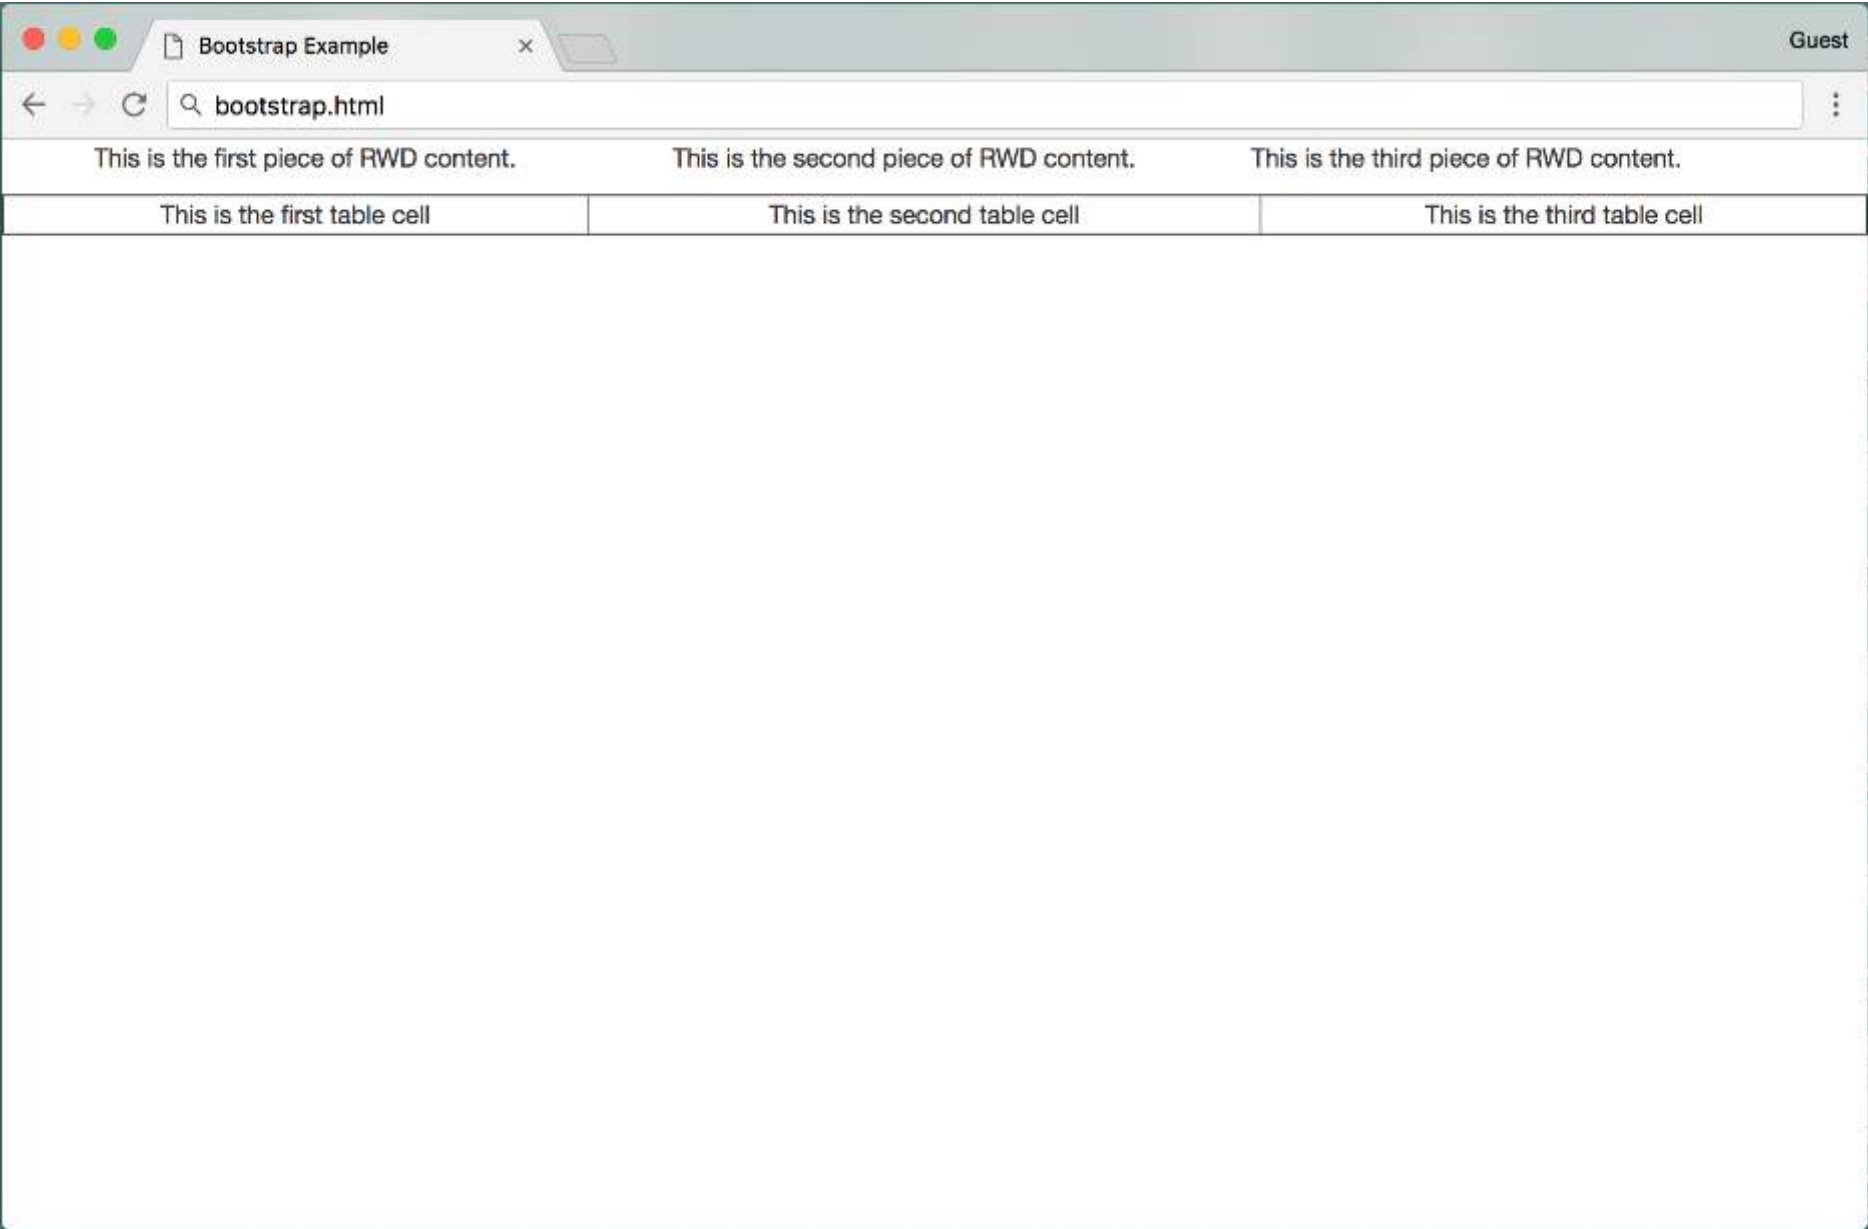 Bootstrap Example
Guest
bootstrap.html
This is the first piece of RWD content. This is the second piece of RWD content. This is the third piece of RWD content.
This is the first table cell This is the second table cell This is the third table cell